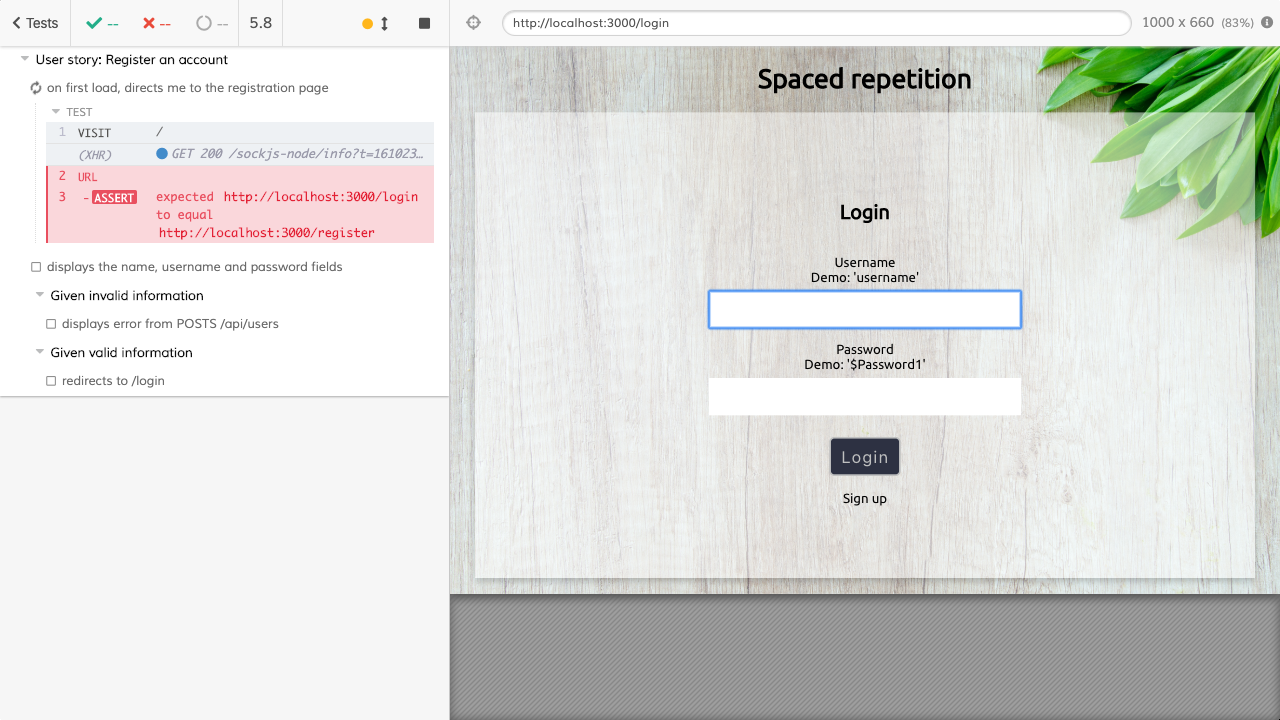 Tests
--
--
--
5.8
http://localhost:3000/login
1000 x 660 (83%)
User story: Register an account
on first load, directs me to the registration page
TEST
1 VISIT /
(XHR) GET 200 /sockjs-node/info?t=161023…
2 URL
3 -ASSERT expected http://localhost:3000/login
to equal
http://localhost:3000/register
displays the name, username and password fields
Given invalid information
displays error from POSTS /api/users
Given valid information
redirects to /login
Spaced repetition
Login
Username
Demo: 'username'
Password
Demo: '$Password1'
Login
Sign up